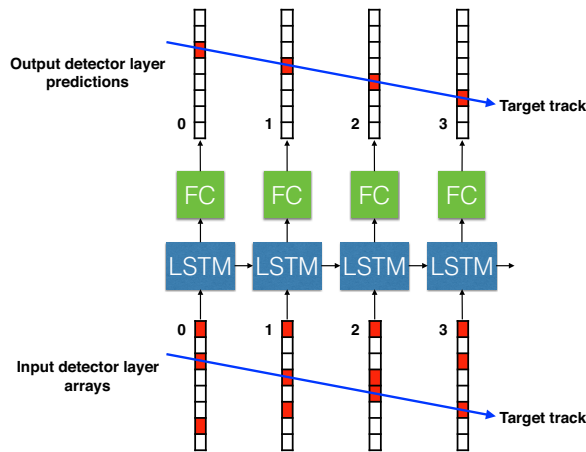 Output detector layer
predictions
0
1
2
3
Target track
FC
FC
FC
FC
LSTM
LSTM
LSTM
LSTM
0
1
2
3
Input detector layer
arrays
Target track